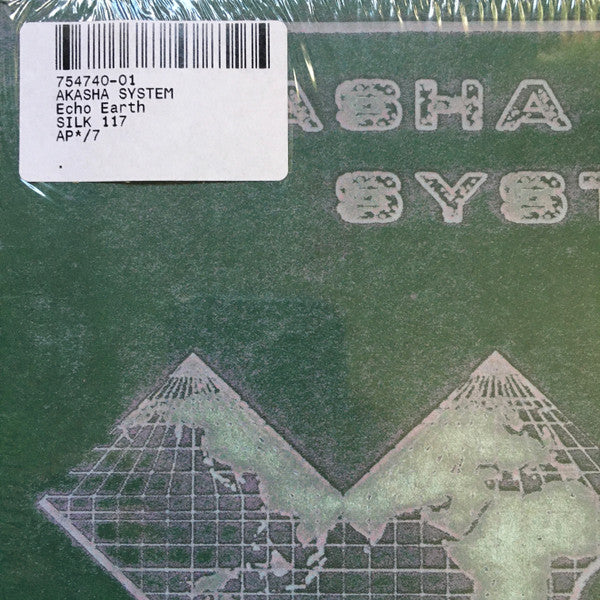 754740-01
AKASHA SYSTEM
Echo Earth
SILK 117
AP*/7
ASHA
SYST